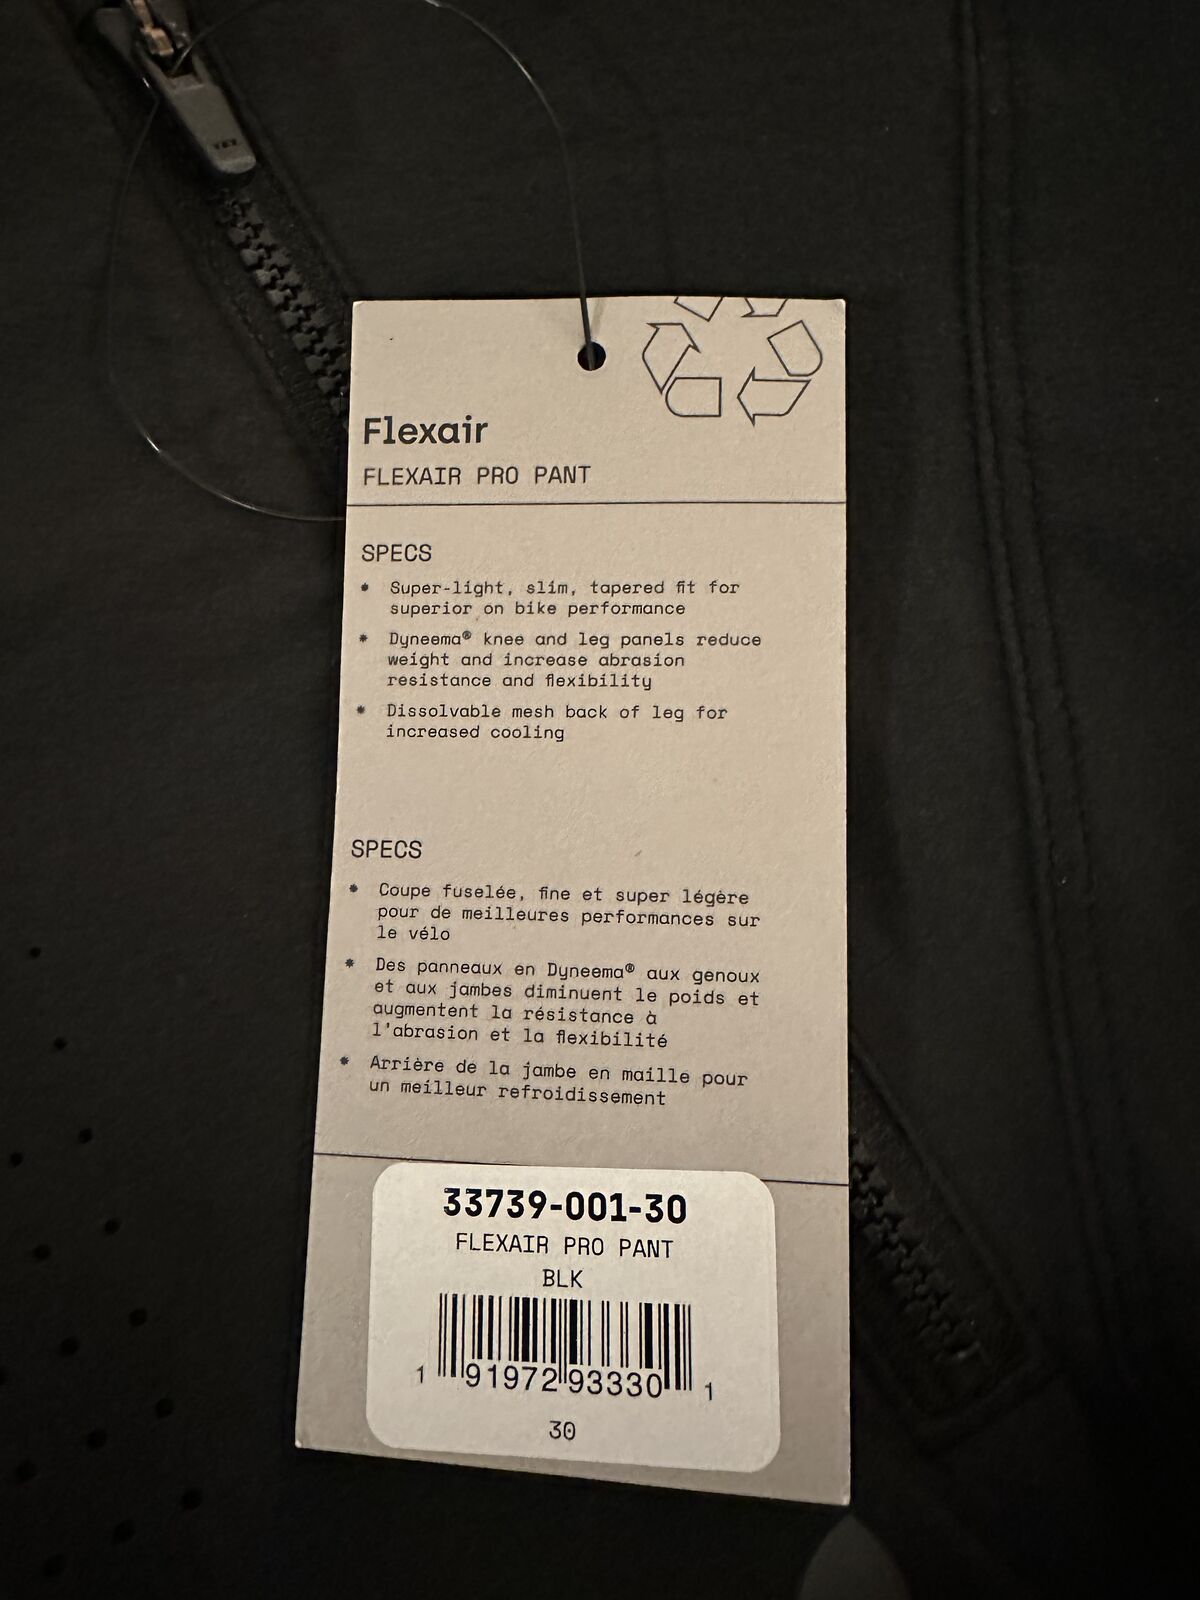 YKK
Flexair
FLEXAIR PRO PANT
SPECS
* Super-light, slim, tapered fit for
superior on bike performance
* Dyneema® knee and leg panels reduce
weight and increase abrasion
resistance and flexibility
* Dissolvable mesh back of leg for
increased cooling
SPECS
* Coupe fuselée, fine et super légère
pour de meilleures performances sur
le vélo
* Des panneaux en Dyneema® aux genoux
et aux jambes diminuent le poids et
augmentent la résistance à
l'abrasion et la flexibilité
* Arrière de la jambe en maille pour
un meilleur refroidissement
33739-001-30
FLEXAIR PRO PANT
BLK
1 91972 93330 1
30